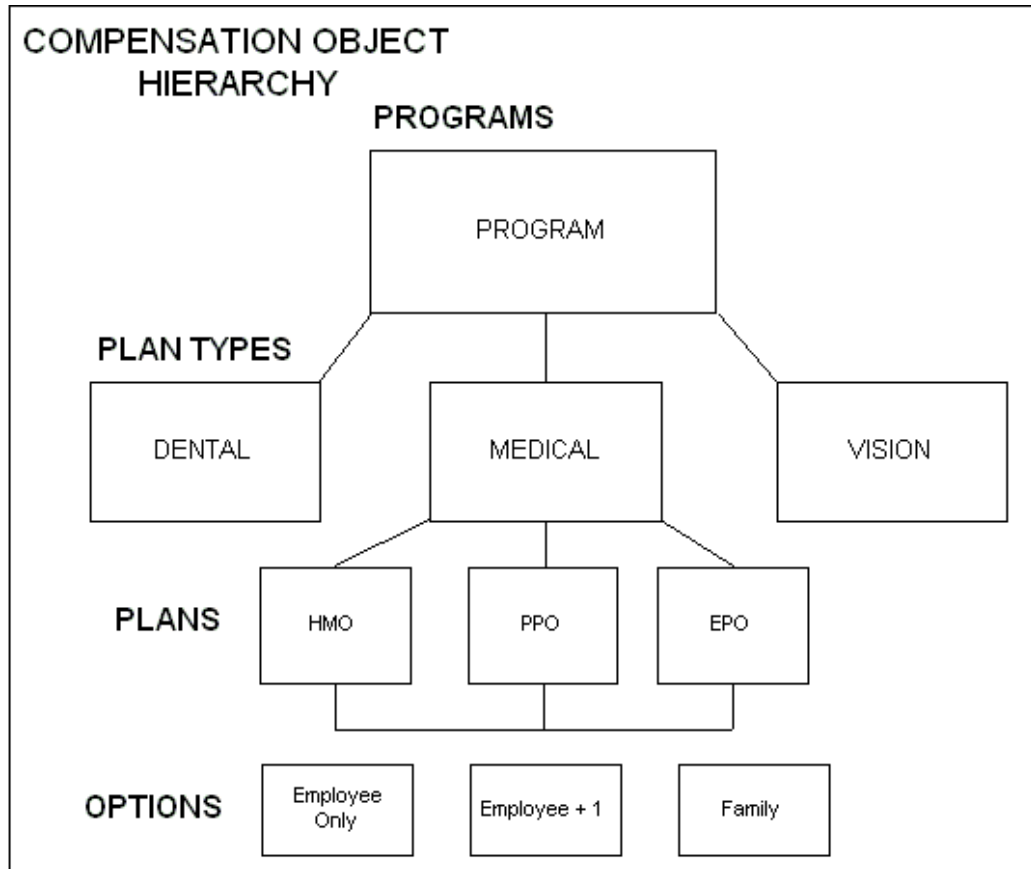 COMPENSATION OBJECT
HIERARCHY
PROGRAMS
PROGRAM
PLAN TYPES
DENTAL
MEDICAL
VISION
PLANS
HMO
PPO
EPO
OPTIONS
Employee
Only
Employee + 1
Family